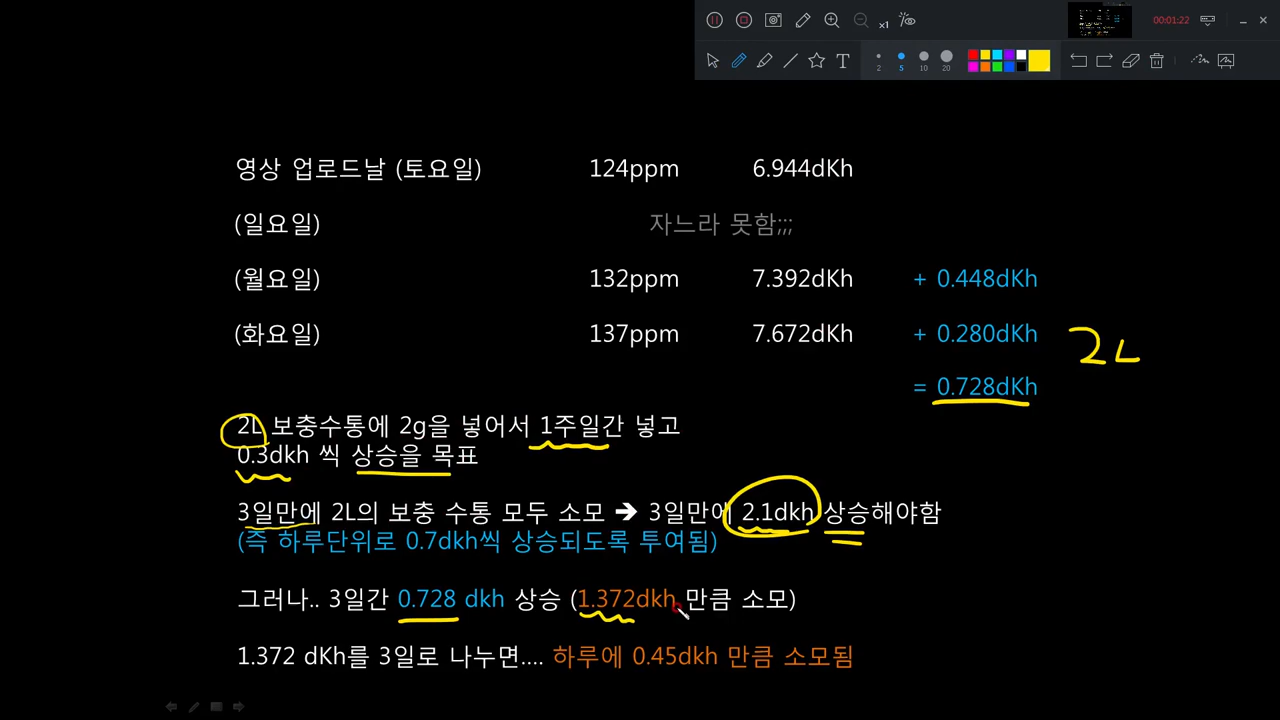 x1
00:01:22
T
2 5 10 20
영상 업로드날 (토요일) 124ppm 6.944dKh
(일요일) 자느라 못함;;;
(월요일) 132ppm 7.392dKh + 0.448dKh
(화요일) 137ppm 7.672dKh + 0.280dKh
2L
= 0.728dKh
2L 보충수통에 2g을 넣어서 1주일간 넣고
0.3dkh 씩 상승을 목표
3일만에 2L의 보충 수통 모두 소모 → 3일만에 2.1dkh 상승해야함
(즉 하루단위로 0.7dkh씩 상승되도록 투여됨)
그러나.. 3일간 0.728 dkh 상승 (1.372dkh 만큼 소모)
1.372 dKh를 3일로 나누면.... 하루에 0.45dkh 만큼 소모됨